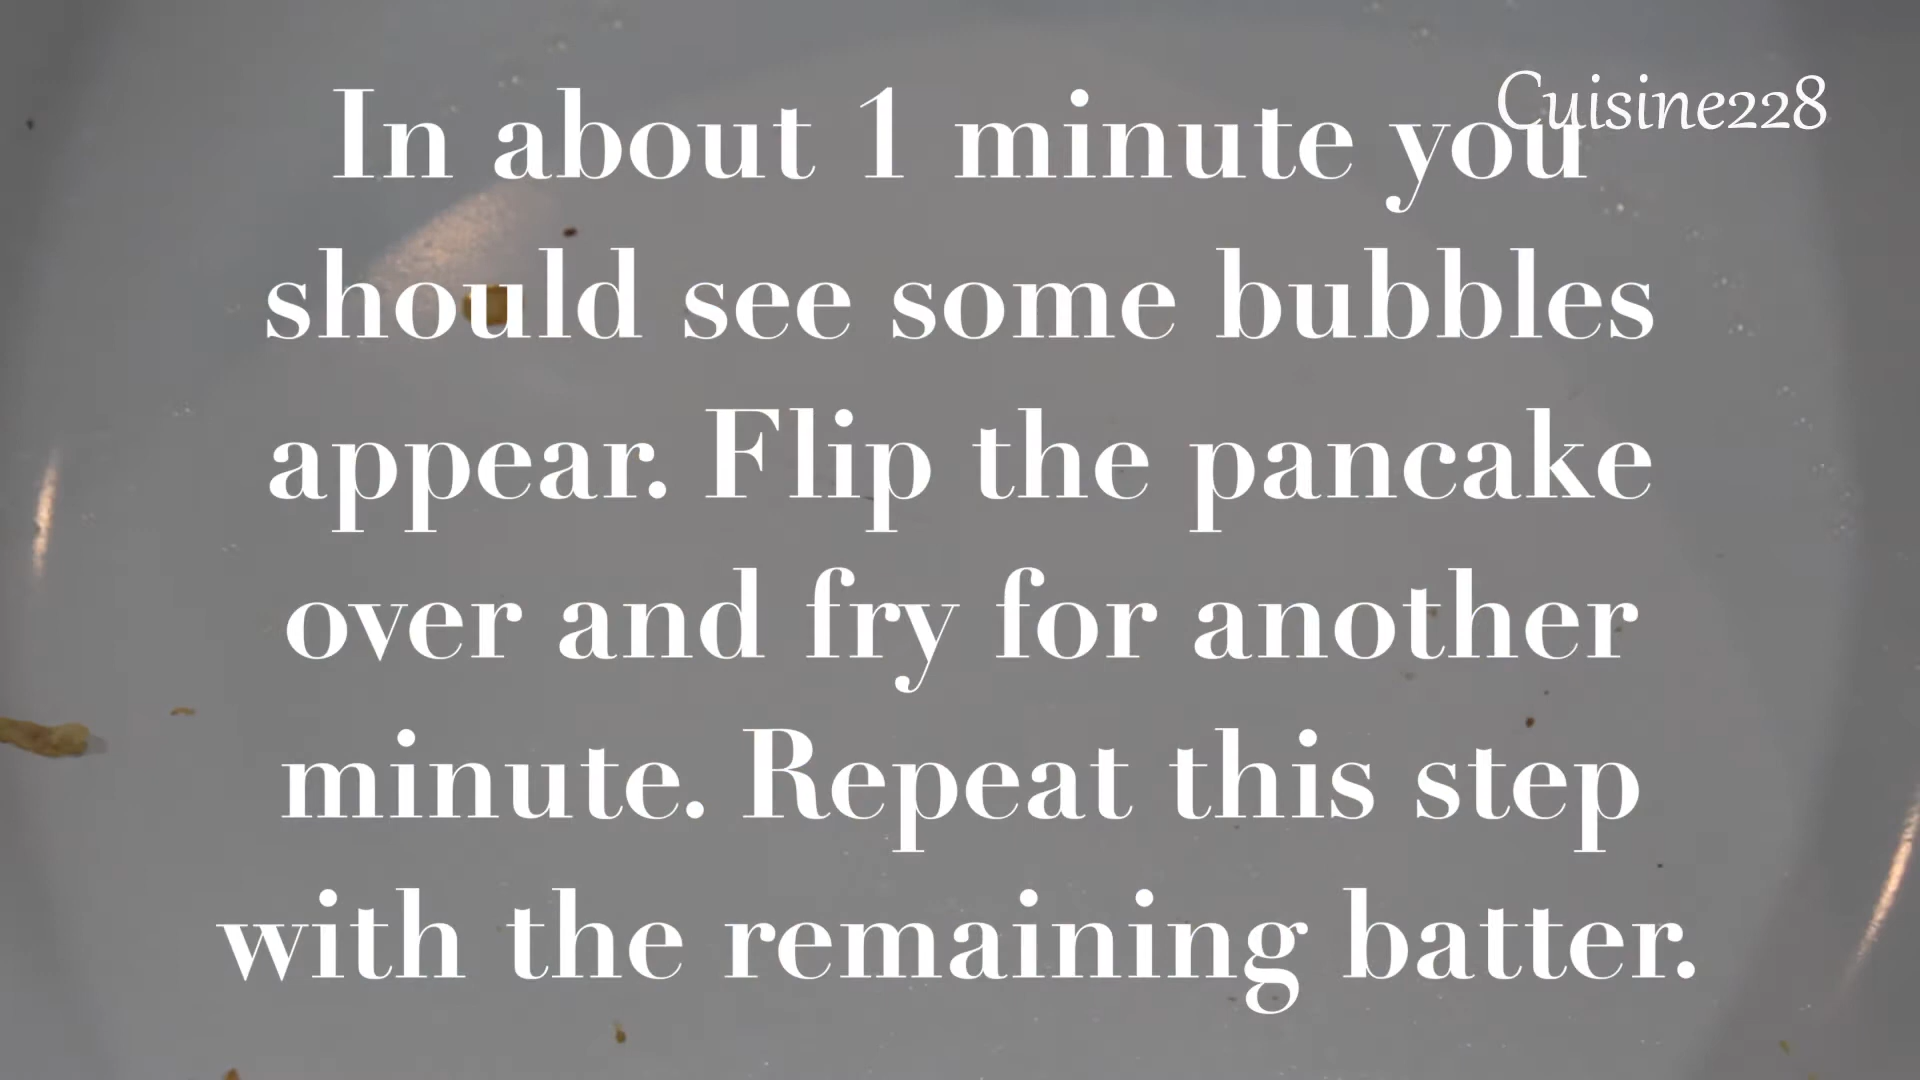 Cuisine228
In about 1 minute you
should see some bubbles
appear. Flip the pancake
over and fry for another
minute. Repeat this step
with the remaining batter.